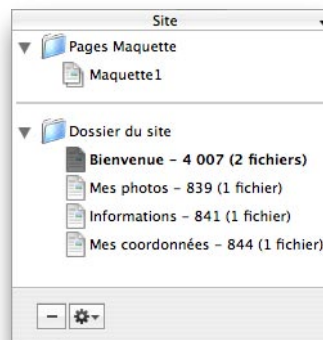 Site
Pages Maquette
Maquette1
Dossier du site
Bienvenue – 4 007 (2 fichiers)
Mes photos – 839 (1 fichier)
Informations – 841 (1 fichier)
Mes coordonnées – 844 (1 fichier)